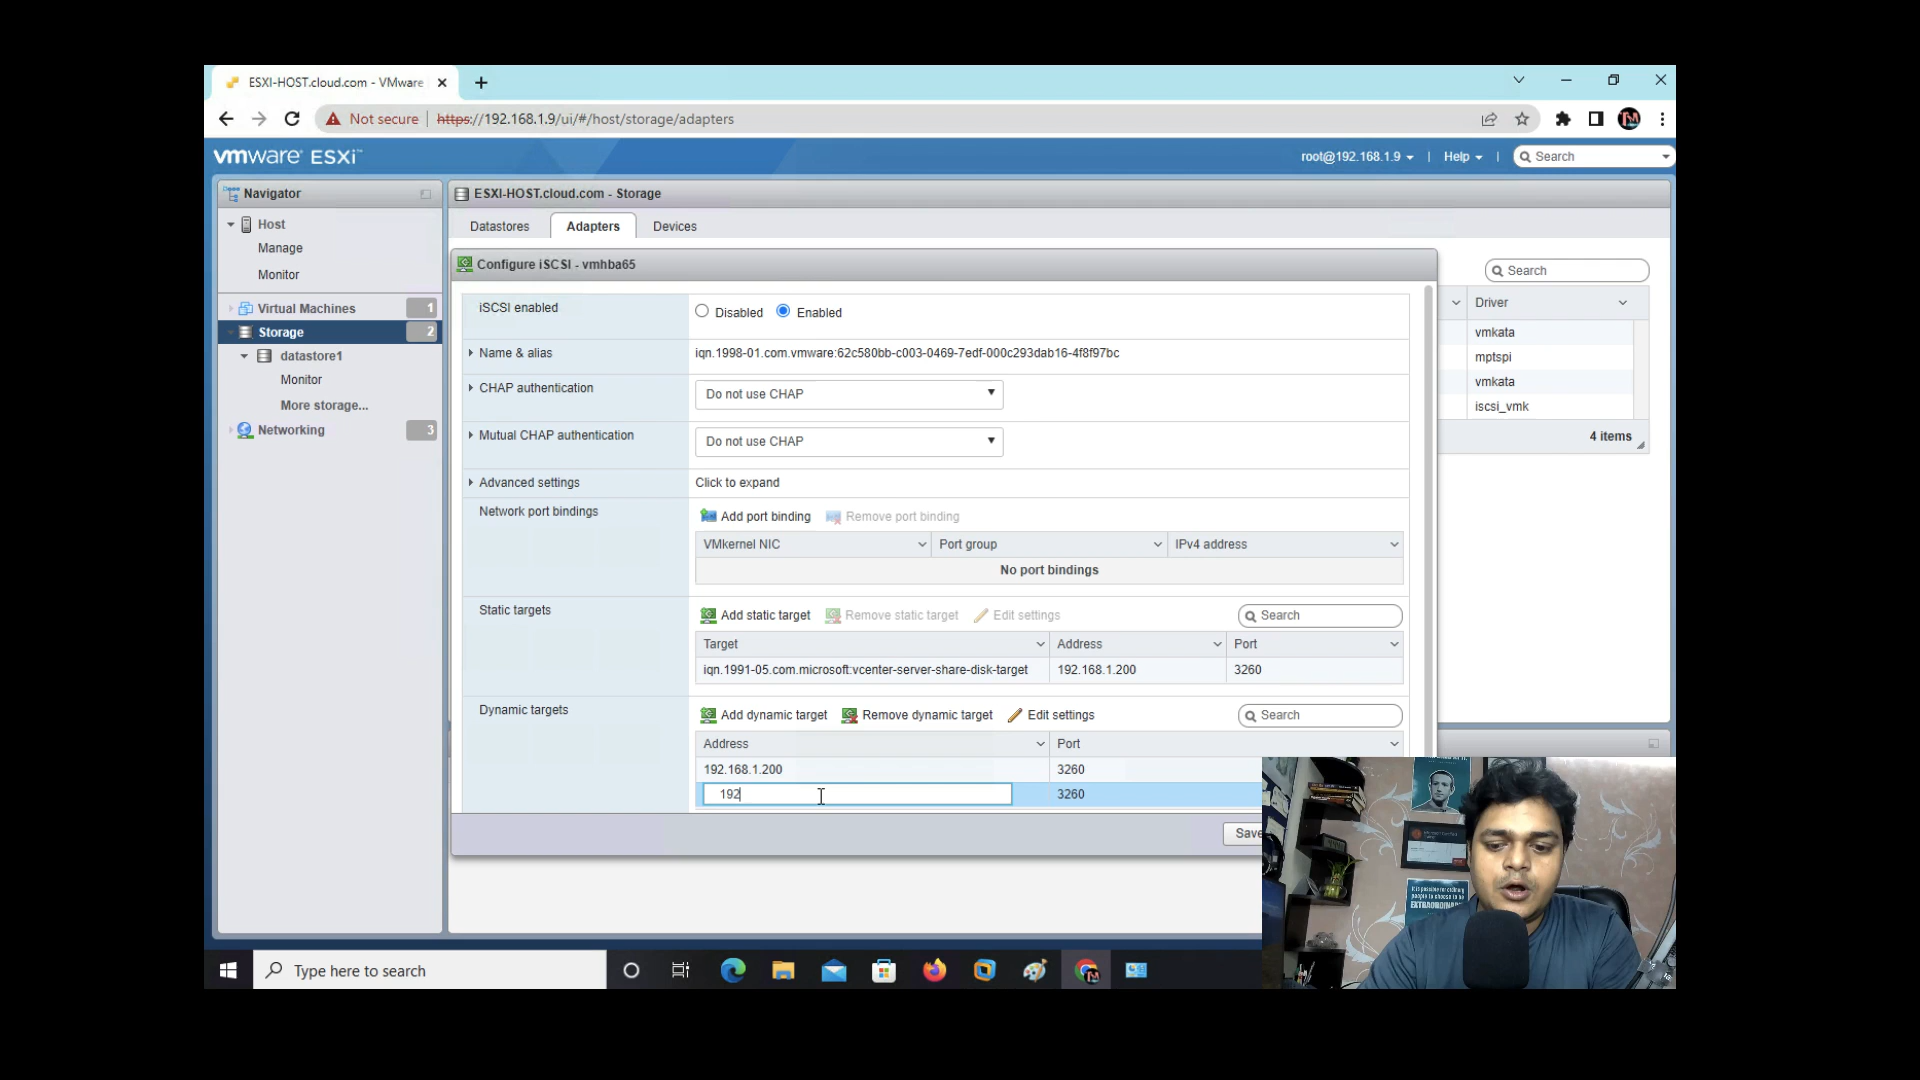 ESXI-HOST.cloud.com - VMware
Not secure
https://192.168.1.9/ui/#/host/storage/adapters
vmware ESXi™
root@192.168.1.9
Help
Search
Navigator
Host
Manage
Monitor
Virtual Machines 1
Storage 2
datastore1
Monitor
More storage...
Networking 3
ESXI-HOST.cloud.com - Storage
Datastores Adapters Devices
Search
Driver
vmkata
mptspi
vmkata
iscsi_vmk
4 items
Configure iSCSI - vmhba65
iSCSI enabled Disabled Enabled
Name & alias iqn.1998-01.com.vmware:62c580bb-c003-0469-7edf-000c293dab16-4f8f97bc
CHAP authentication Do not use CHAP
Mutual CHAP authentication Do not use CHAP
Advanced settings Click to expand
Network port bindings Add port binding Remove port binding
VMkernel NIC Port group IPv4 address
No port bindings
Static targets Add static target Remove static target Edit settings Search
Target Address Port
iqn.1991-05.com.microsoft:vcenter-server-share-disk-target 192.168.1.200 3260
Dynamic targets Add dynamic target Remove dynamic target Edit settings Search
Address Port
192.168.1.200 3260
192 3260
Save
EXTRAORDINAR
Type here to search